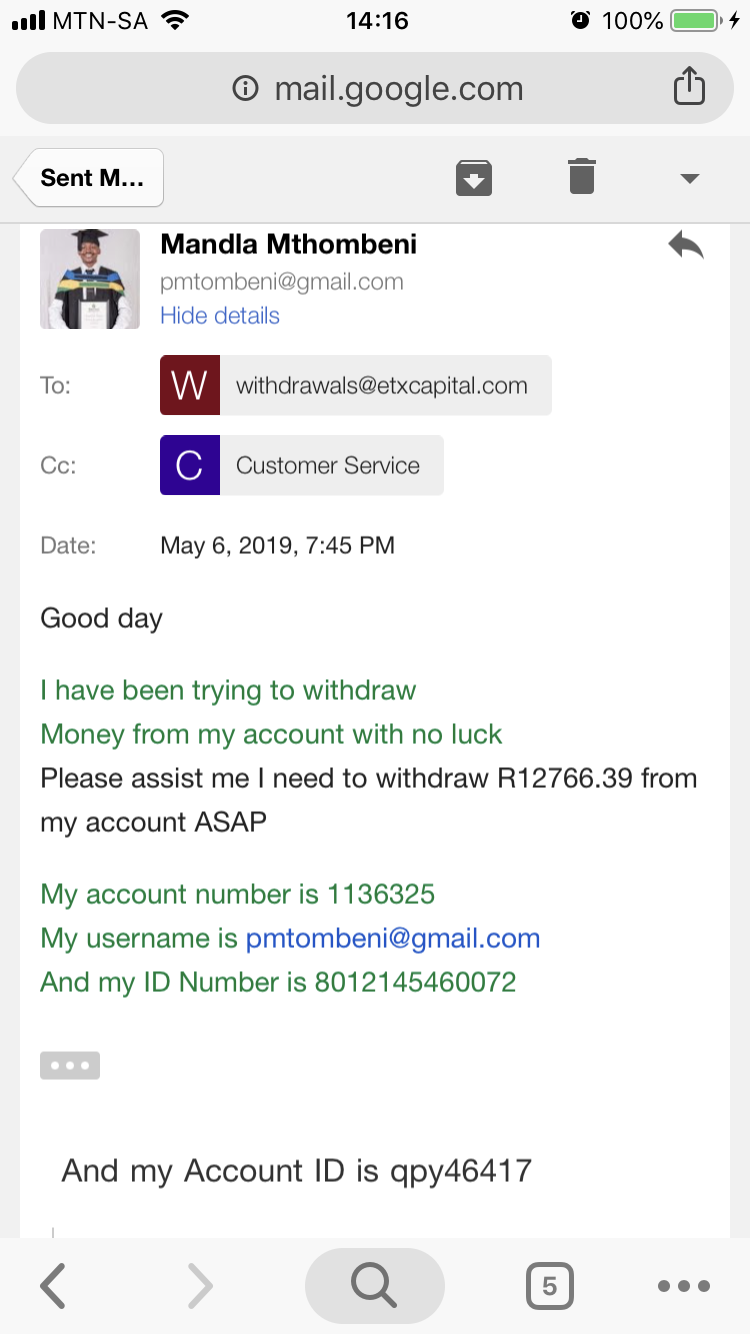 MTN-SA 14:16 100%
mail.google.com
Sent M...
Mandla Mthombeni
pmtombeni@gmail.com
Hide details
To: W withdrawals@etxcapital.com
Cc: C Customer Service
Date: May 6, 2019, 7:45 PM
Good day
I have been trying to withdraw
Money from my account with no luck
Please assist me I need to withdraw R12766.39 from
my account ASAP
My account number is 1136325
My username is pmtombeni@gmail.com
And my ID Number is 8012145460072
And my Account ID is qpy46417
5